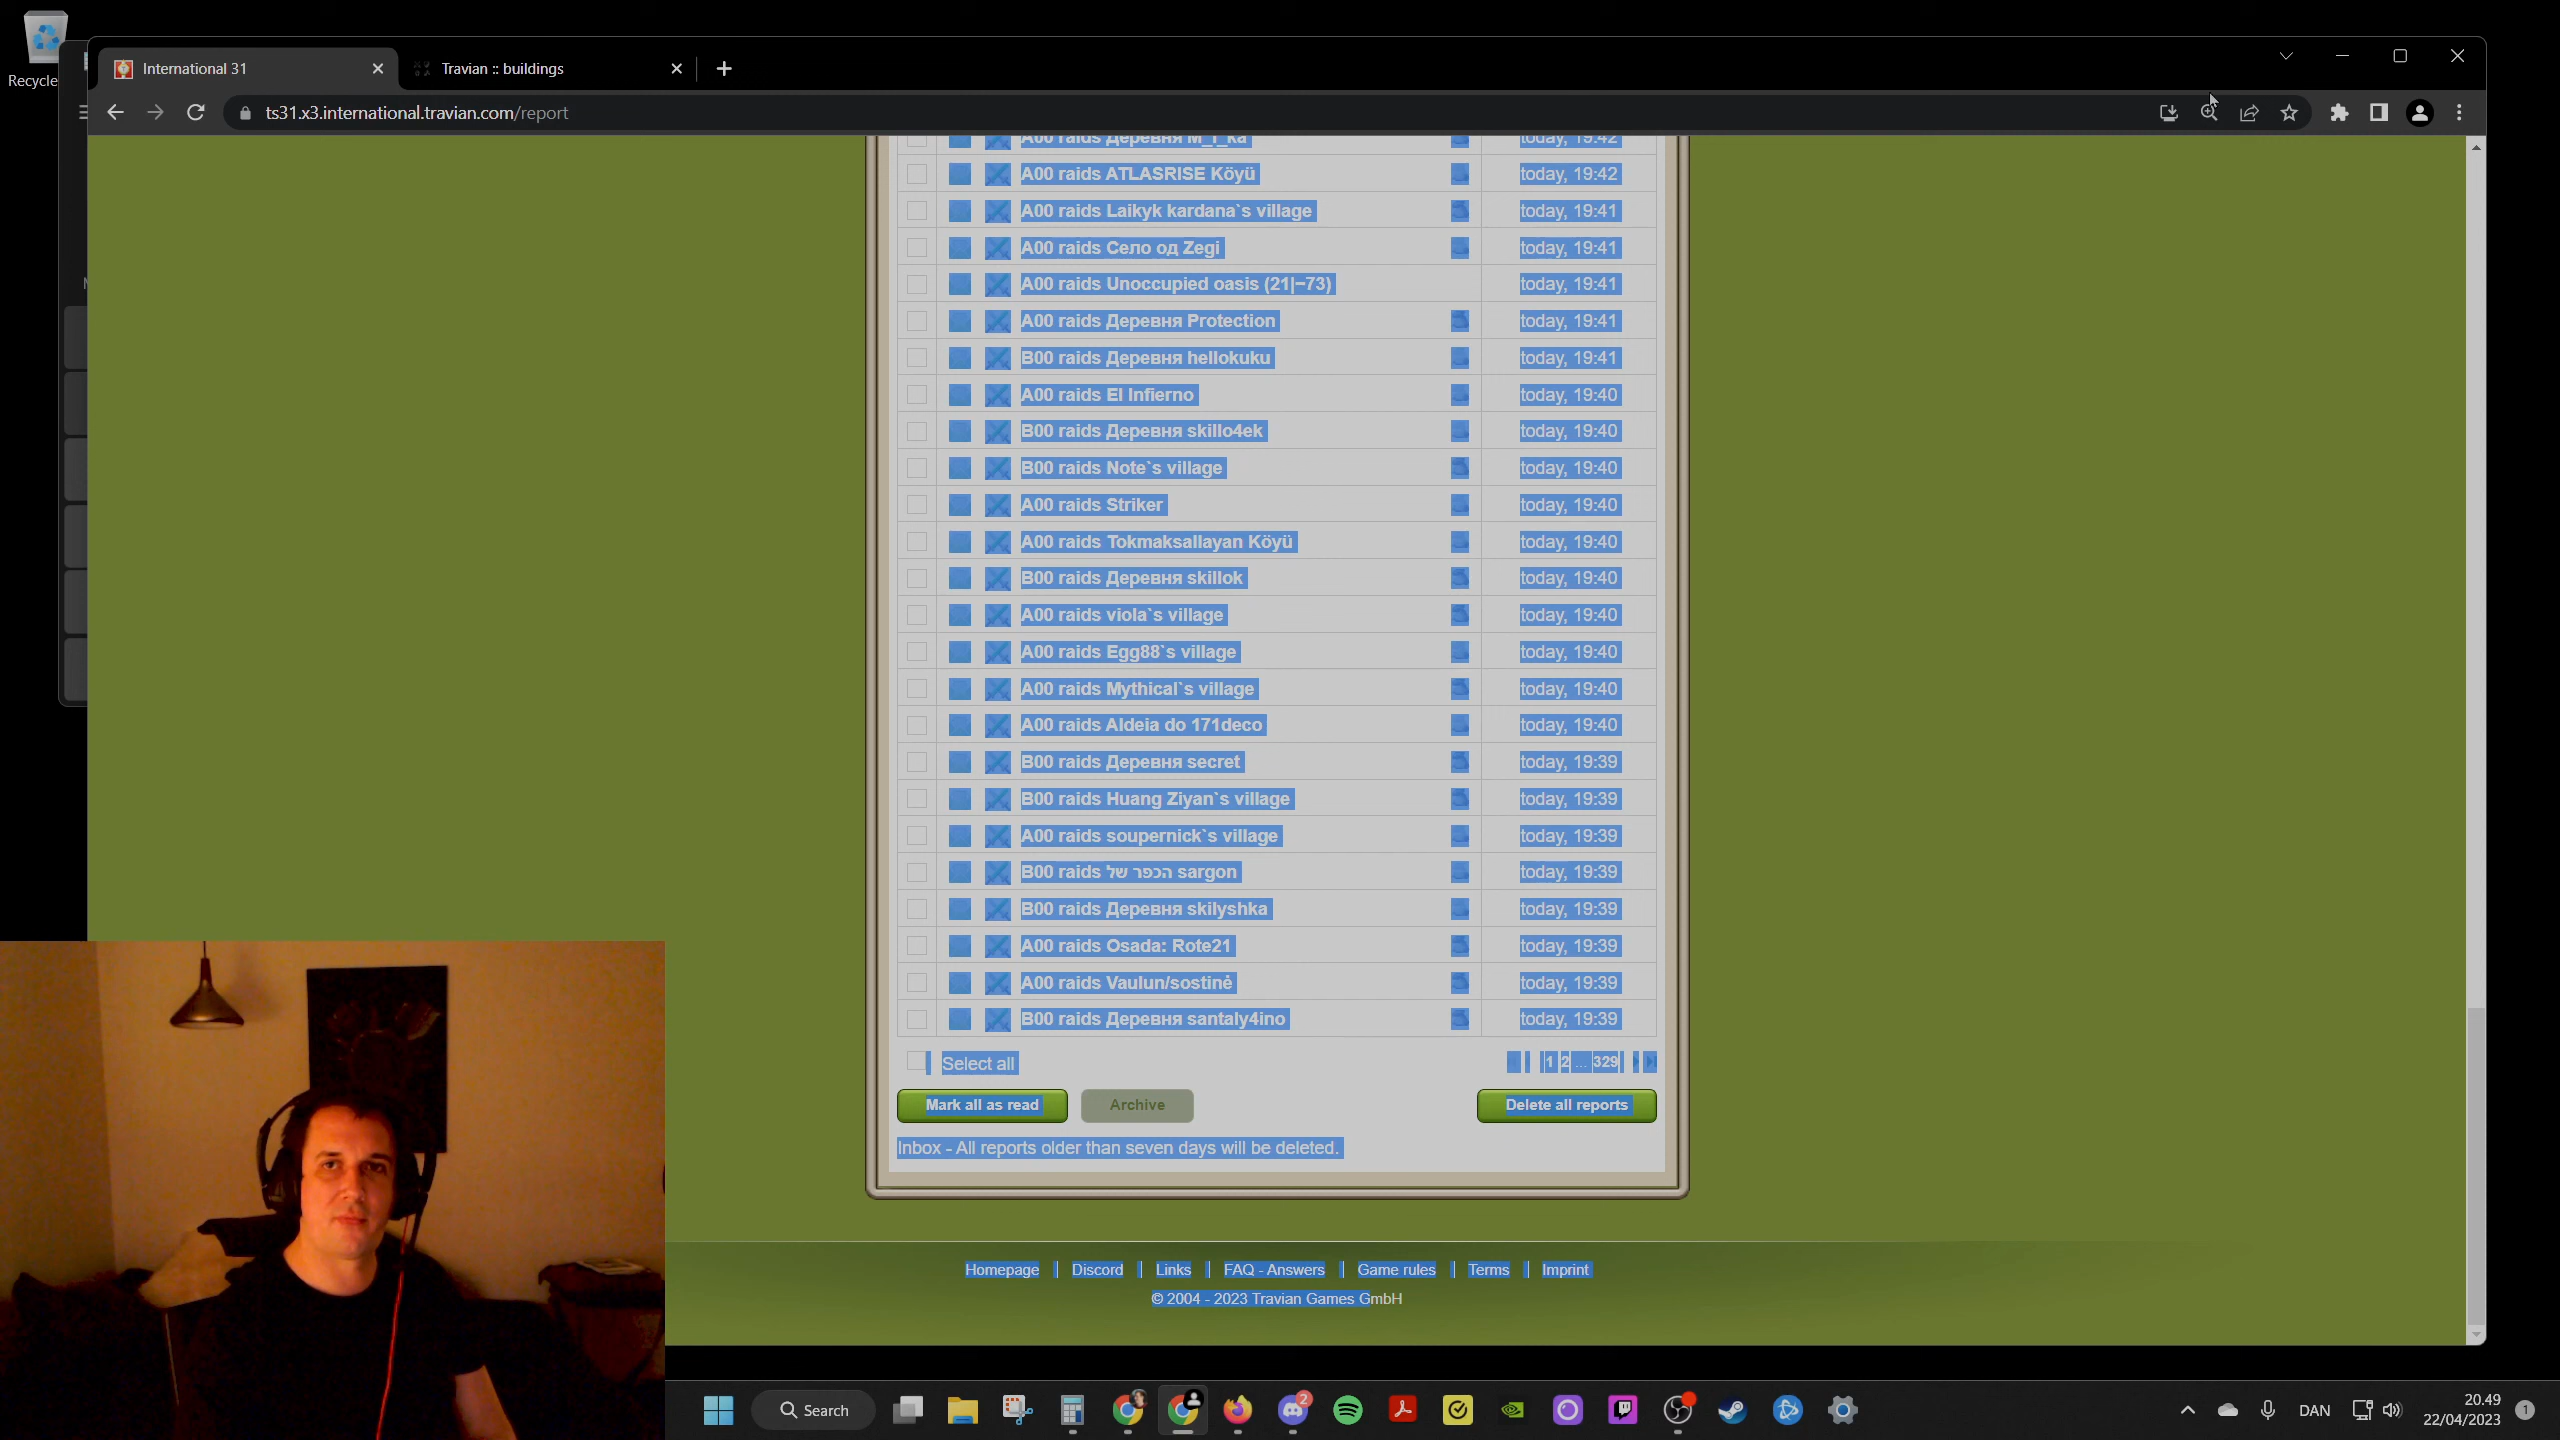 Recycle
International 31
Travian :: buildings
ts31.x3.international.travian.com/report
A00 raids Деревня M_i_ka today, 19:42
A00 raids ATLASRISE Köyü today, 19:42
A00 raids Laikyk kardana`s village today, 19:41
A00 raids Село од Zegi today, 19:41
A00 raids Unoccupied oasis (21|−73) today, 19:41
A00 raids Деревня Protection today, 19:41
B00 raids Деревня hellokuku today, 19:41
A00 raids El Infierno today, 19:40
B00 raids Деревня skillo4ek today, 19:40
B00 raids Note`s village today, 19:40
A00 raids Striker today, 19:40
A00 raids Tokmaksallayan Köyü today, 19:40
B00 raids Деревня skillok today, 19:40
A00 raids viola`s village today, 19:40
A00 raids Egg88`s village today, 19:40
A00 raids Mythical`s village today, 19:40
A00 raids Aldeia do 171deco today, 19:40
B00 raids Деревня secret today, 19:39
B00 raids Huang Ziyan`s village today, 19:39
A00 raids soupernick`s village today, 19:39
B00 raids הכפר של sargon today, 19:39
B00 raids Деревня skilyshka today, 19:39
A00 raids Osada: Rote21 today, 19:39
A00 raids Vaulun/sostinė today, 19:39
B00 raids Деревня santaly4ino today, 19:39
Select all 1 2 ... 329
Mark all as read Archive Delete all reports
Inbox - All reports older than seven days will be deleted.
Homepage | Discord | Links | FAQ - Answers | Game rules | Terms | Imprint
© 2004 - 2023 Travian Games GmbH
Search
2
DAN
20.49
22/04/2023
1